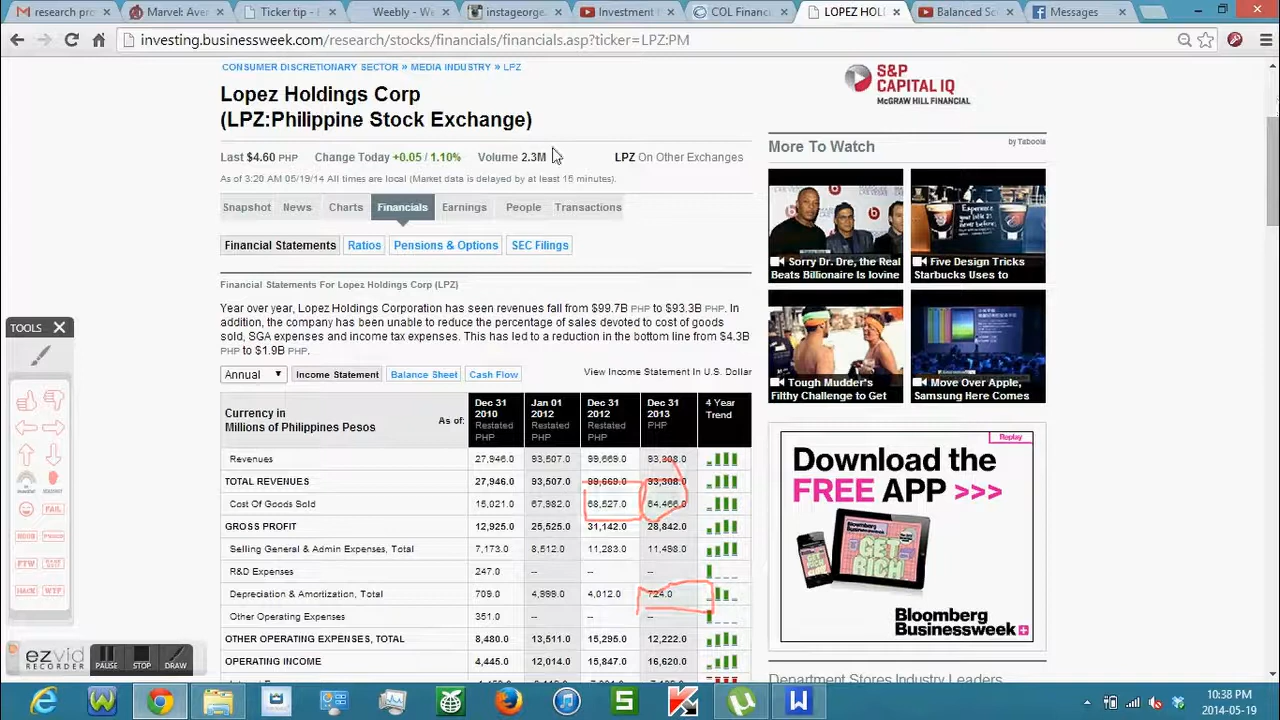 research pro
Marvel: Aven
Ticker tip - E
Weekly - We
instageorge.
Investment I
COL Financi
LOPEZ HOL
Balanced Sc
Messages
investing.businessweek.com/research/stocks/financials/financials.asp?ticker=LPZ:PM
CONSUMER DISCRETIONARY SECTOR » MEDIA INDUSTRY » LPZ
Lopez Holdings Corp
(LPZ:Philippine Stock Exchange)
Last $4.60 PHP Change Today +0.05 / 1.10% Volume 2.3M LPZ On Other Exchanges
As of 3:20 AM 05/19/14 All times are local (Market data is delayed by at least 15 minutes).
Snapshot News Charts Financials Earnings People Transactions
Financial Statements Ratios Pensions & Options SEC Filings
Financial Statements For Lopez Holdings Corp (LPZ)
Year over year, Lopez Holdings Corporation has seen revenues fall from $99.7B PHP to $93.3B PHP. In
addition, the company has been unable to reduce the percentage of sales devoted to cost of goods
sold, SGA expenses and income tax expenses. This has led to a reduction in the bottom line from $4.3B
PHP to $1.9B PHP.
Annual Income Statement Balance Sheet Cash Flow View Income Statement In U.S. Dollar
Currency in
Millions of Philippines Pesos
As of:
Dec 31
2010
Restated
PHP
Jan 01
2012
Restated
PHP
Dec 31
2012
Restated
PHP
Dec 31
2013
PHP
4 Year
Trend
Revenues 27,946.0 93,507.0 99,669.0 93,308.0
TOTAL REVENUES 27,946.0 93,507.0 99,669.0 93,308.0
Cost Of Goods Sold 15,021.0 67,982.0 68,527.0 64,466.0
GROSS PROFIT 12,925.0 25,525.0 31,142.0 28,842.0
Selling General & Admin Expenses, Total 7,173.0 8,512.0 11,283.0 11,498.0
R&D Expenses 247.0 -- -- --
Depreciation & Amortization, Total 709.0 4,999.0 4,012.0 724.0
Other Operating Expenses 351.0 -- -- --
OTHER OPERATING EXPENSES, TOTAL 8,480.0 13,511.0 15,295.0 12,222.0
OPERATING INCOME 4,445.0 12,014.0 15,847.0 16,620.0
S&P
CAPITAL IQ
McGRAW HILL FINANCIAL
More To Watch
by Taboola
Sorry Dr. Dre, the Real
Beats Billionaire Is Iovine
Five Design Tricks
Starbucks Uses to
Tough Mudder's
Filthy Challenge to Get
Move Over Apple,
Samsung Here Comes
Replay
Download the
FREE APP >>>
GET
RICH
Bloomberg
Businessweek
Department Stores Industry Leaders
TOOLS
FAIL
NOOB
FTW
HACK
WTF
ezvid
RECORDER
PAUSE
STOP
DRAW
10:38 PM
2014-05-19